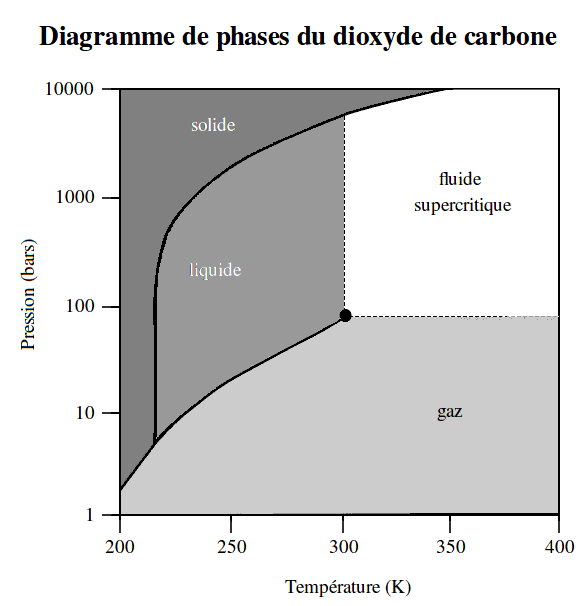 Diagramme de phases du dioxyde de carbone
10000
solide
fluide
1000
supercritique
liquide
Pression (bars)
100
10
gaz
1
200
250
300
350
400
Température (K)